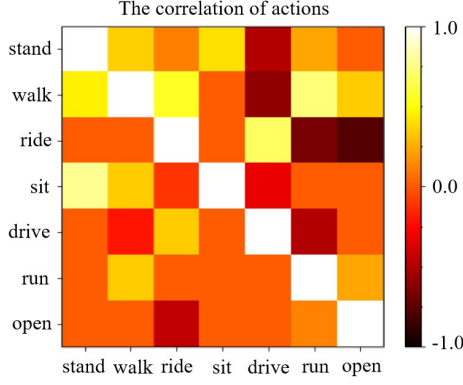 The correlation of actions
stand
walk
ride
sit
drive
run
open
stand walk ride sit drive run open
1.0
0.0
-1.0